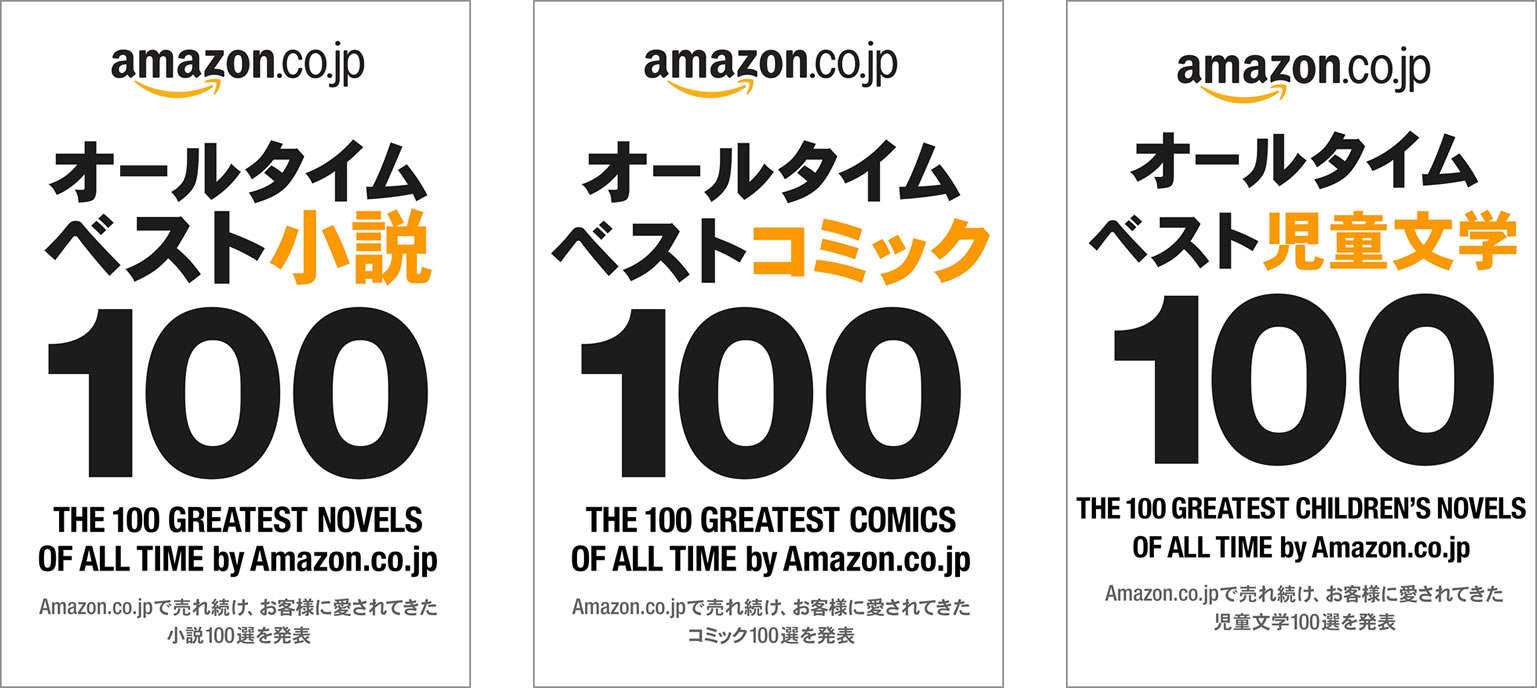 amazon.co.jp
オールタイム
ベスト小説
100
THE 100 GREATEST NOVELS
OF ALL TIME by Amazon.co.jp
Amazon.co.jpで売れ続け、お客様に愛されてきた
小説100選を発表
amazon.co.jp
オールタイム
ベストコミック
100
THE 100 GREATEST COMICS
OF ALL TIME by Amazon.co.jp
Amazon.co.jpで売れ続け、お客様に愛されてきた
コミック100選を発表
amazon.co.jp
オールタイム
ベスト児童文学
100
THE 100 GREATEST CHILDREN'S NOVELS
OF ALL TIME by Amazon.co.jp
Amazon.co.jpで売れ続け、お客様に愛されてきた
児童文学100選を発表